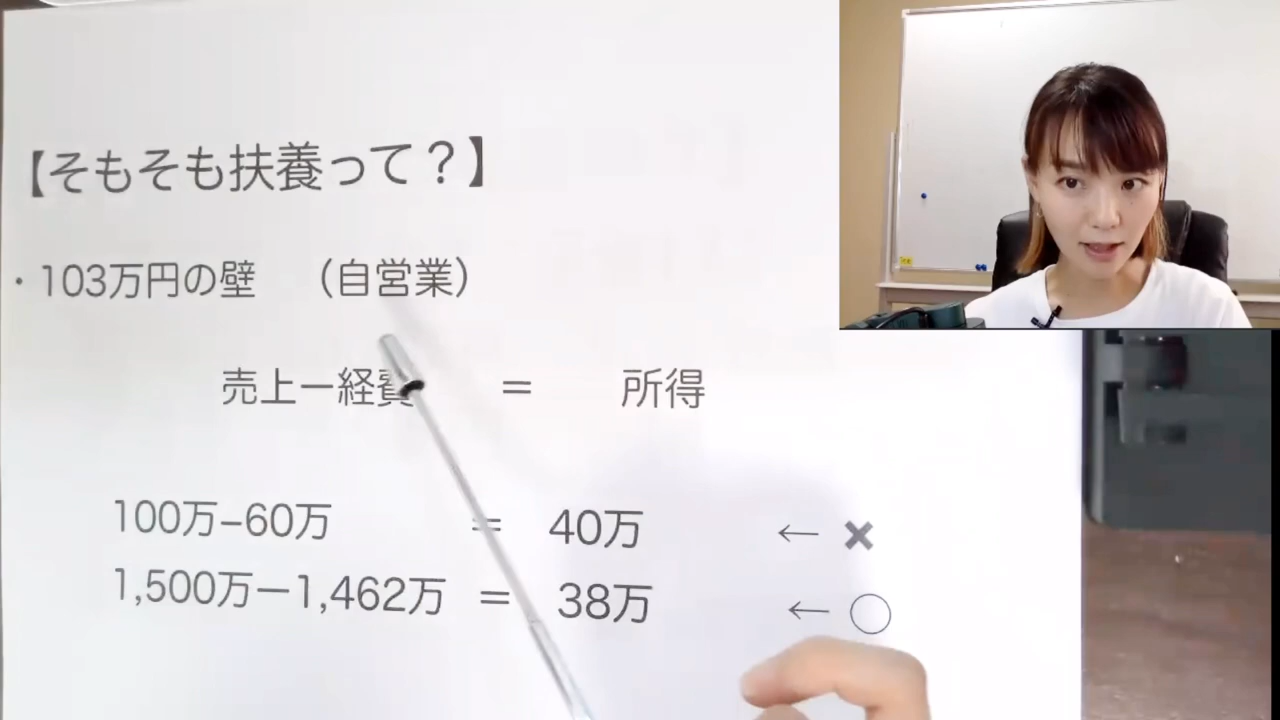 【そもそも扶養って？】
・103万円の壁　（自営業）
売上ー経費　＝　所得
100万–60万　＝　40万　← ×
1,500万ー1,462万　＝　38万　← ○